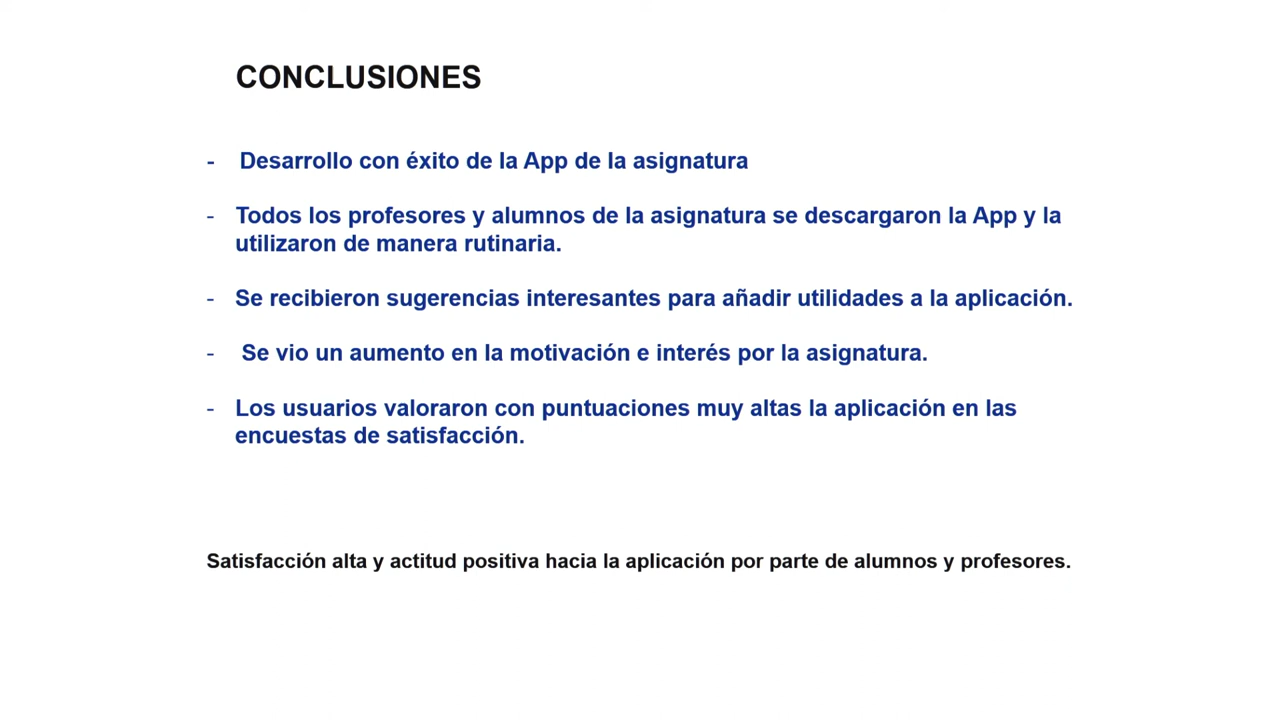 CONCLUSIONES
- Desarrollo con éxito de la App de la asignatura
- Todos los profesores y alumnos de la asignatura se descargaron la App y la
utilizaron de manera rutinaria.
- Se recibieron sugerencias interesantes para añadir utilidades a la aplicación.
- Se vio un aumento en la motivación e interés por la asignatura.
- Los usuarios valoraron con puntuaciones muy altas la aplicación en las
encuestas de satisfacción.
Satisfacción alta y actitud positiva hacia la aplicación por parte de alumnos y profesores.